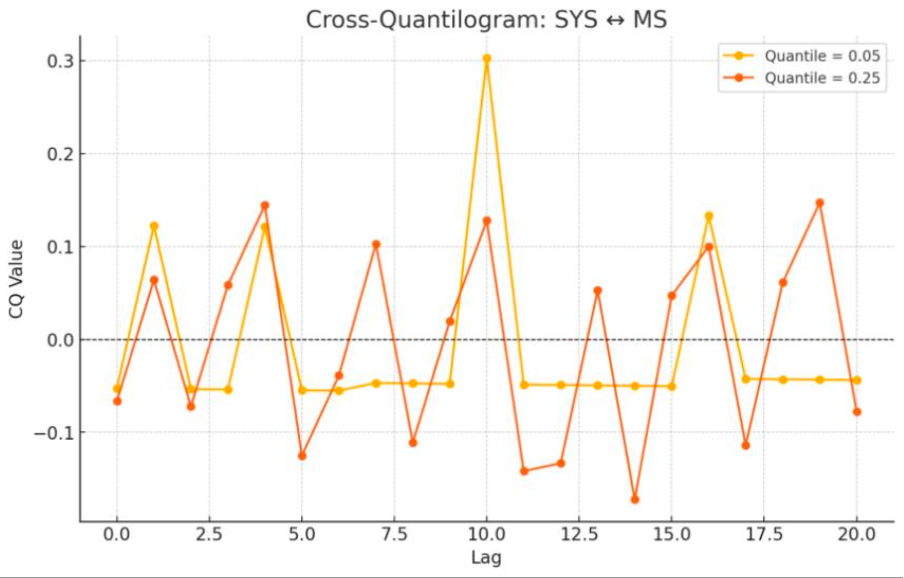 Cross-Quantilogram: SYS ↔ MS
Quantile = 0.05
Quantile = 0.25
CQ Value
0.3
0.2
0.1
0.0
−0.1
0.0 2.5 5.0 7.5 10.0 12.5 15.0 17.5 20.0
Lag